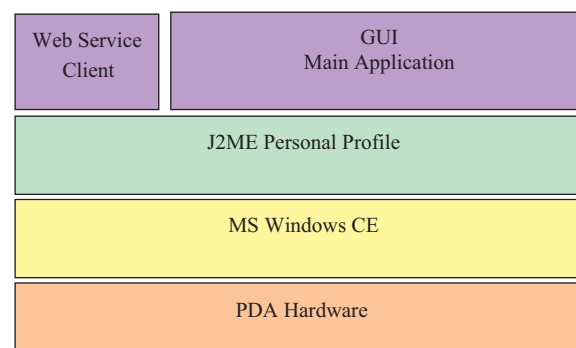 Web Service
Client
GUI
Main Application
J2ME Personal Profile
MS Windows CE
PDA Hardware